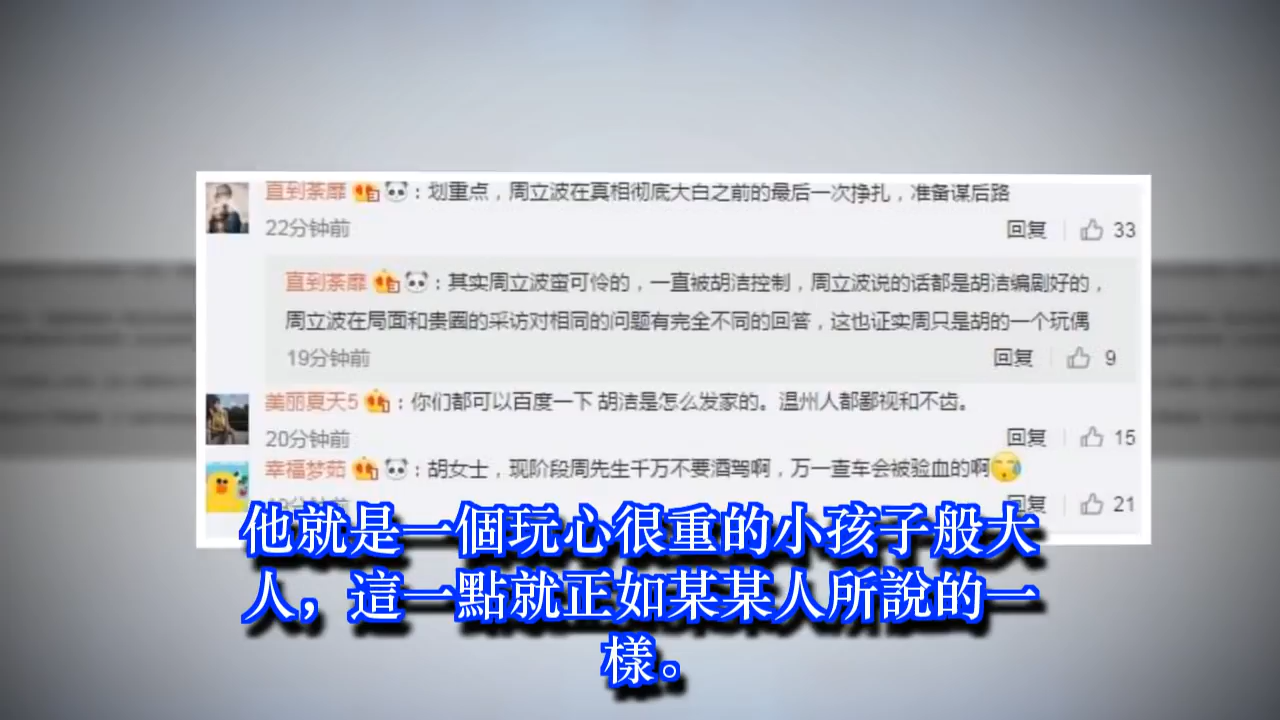 直到荼靡：划重点，周立波在真相彻底大白之前的最后一次挣扎，准备谋后路
22分钟前
回复 33
直到荼靡：其实周立波蛮可怜的，一直被胡洁控制，周立波说的话都是胡洁编剧好的，
周立波在局面和贵圈的采访对相同的问题有完全不同的回答，这也证实周只是胡的一个玩偶
19分钟前
回复 9
美丽夏天5：你们都可以百度一下 胡洁是怎么发家的。温州人都鄙视和不齿。
20分钟前
回复 15
幸福梦茹：胡女士，现阶段周先生千万不要酒驾啊，万一查车会被验血的啊
回复 21
他就是一個玩心很重的小孩子般大
人，這一點就正如某某人所說的一
樣。